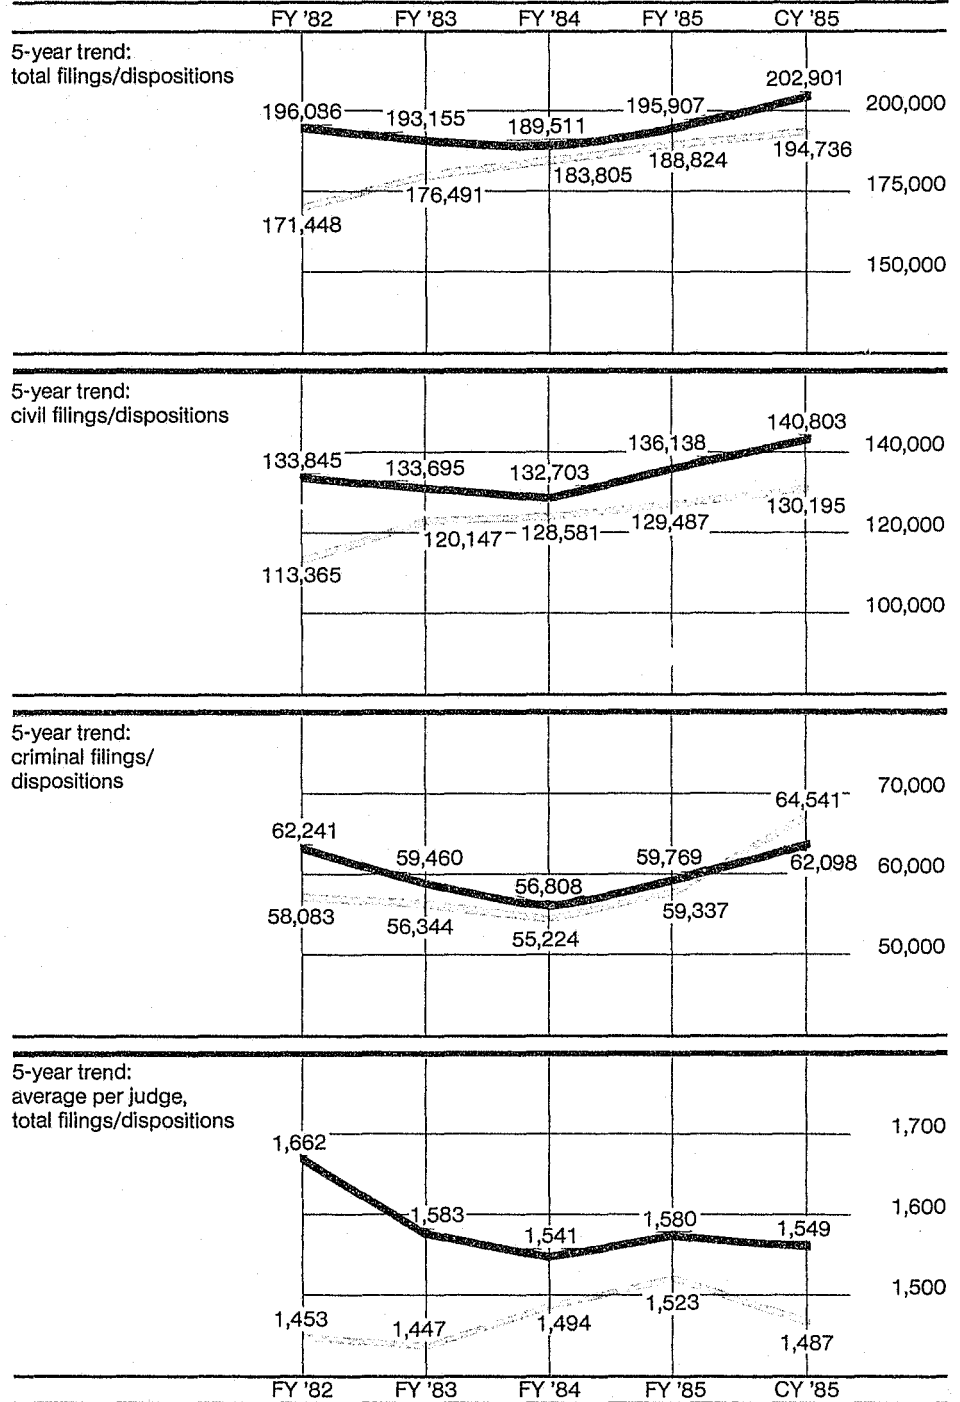 FY '82 FY '83 FY '84 FY '85 CY '85
5-year trend:
total filings/dispositions
202,901
200,000
196,036 193,155 189,511 195,907
194,736
188,824
183,805
176,491
175,000
171,448
150,000
5-year trend:
civil filings/dispositions
140,803
140,000
133,845 133,695 132,703 136,138
130,195
120,147 128,581 129,487
120,000
113,365
100,000
5-year trend:
criminal filings/
dispositions
70,000
64,541
62,241
59,460 56,808 59,769
62,098 60,000
58,083 56,344 55,224 59,337
50,000
5-year trend:
average per judge,
total filings/dispositions
1,700
1,662
1,600
1,583 1,541 1,580 1,549
1,500
1,453 1,447 1,494 1,523 1,487
FY '82 FY '83 FY '84 FY '85 CY '85